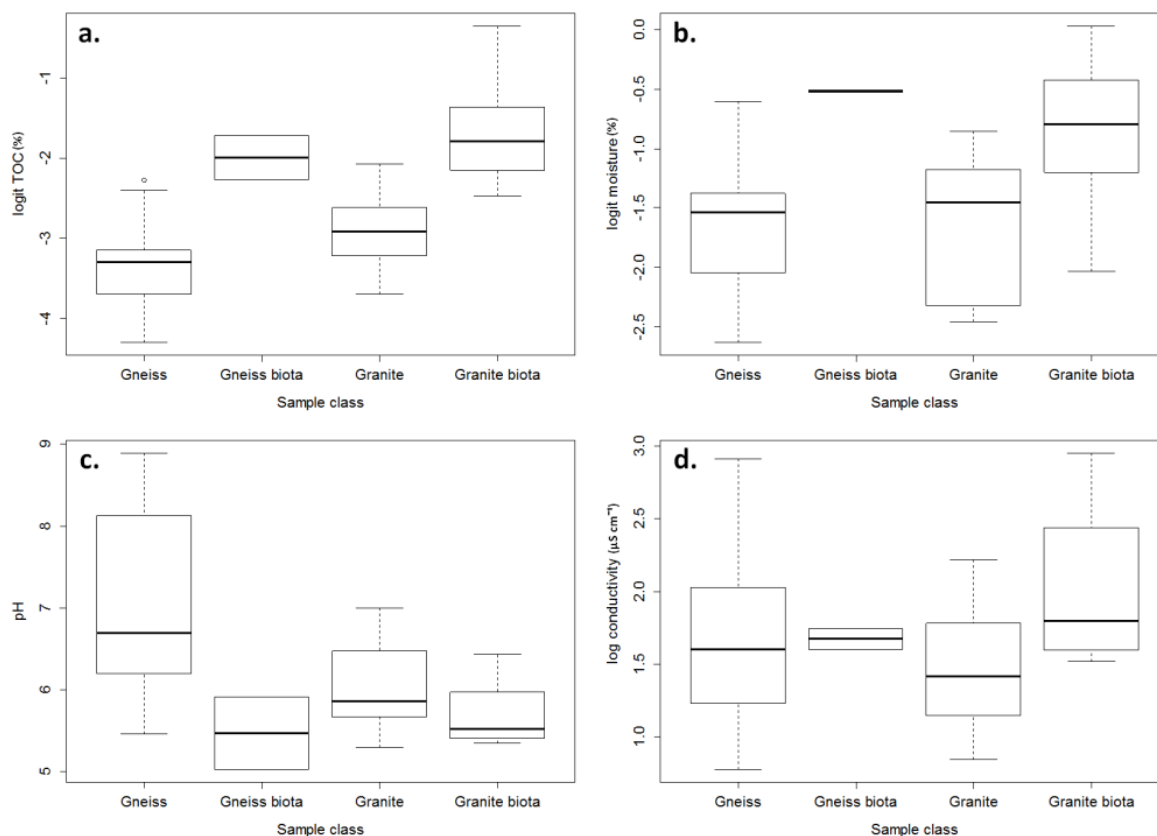 a.
logit TOC (%)
-1
-2
-3
-4
Gneiss Gneiss biota Granite Granite biota
Sample class
b.
logit moisture (%)
0.0
-0.5
-1.0
-1.5
-2.0
-2.5
Gneiss Gneiss biota Granite Granite biota
Sample class
c.
pH
9
8
7
6
5
Gneiss Gneiss biota Granite Granite biota
Sample class
d.
log conductivity (µS cm⁻¹)
3.0
2.5
2.0
1.5
1.0
Gneiss Gneiss biota Granite Granite biota
Sample class